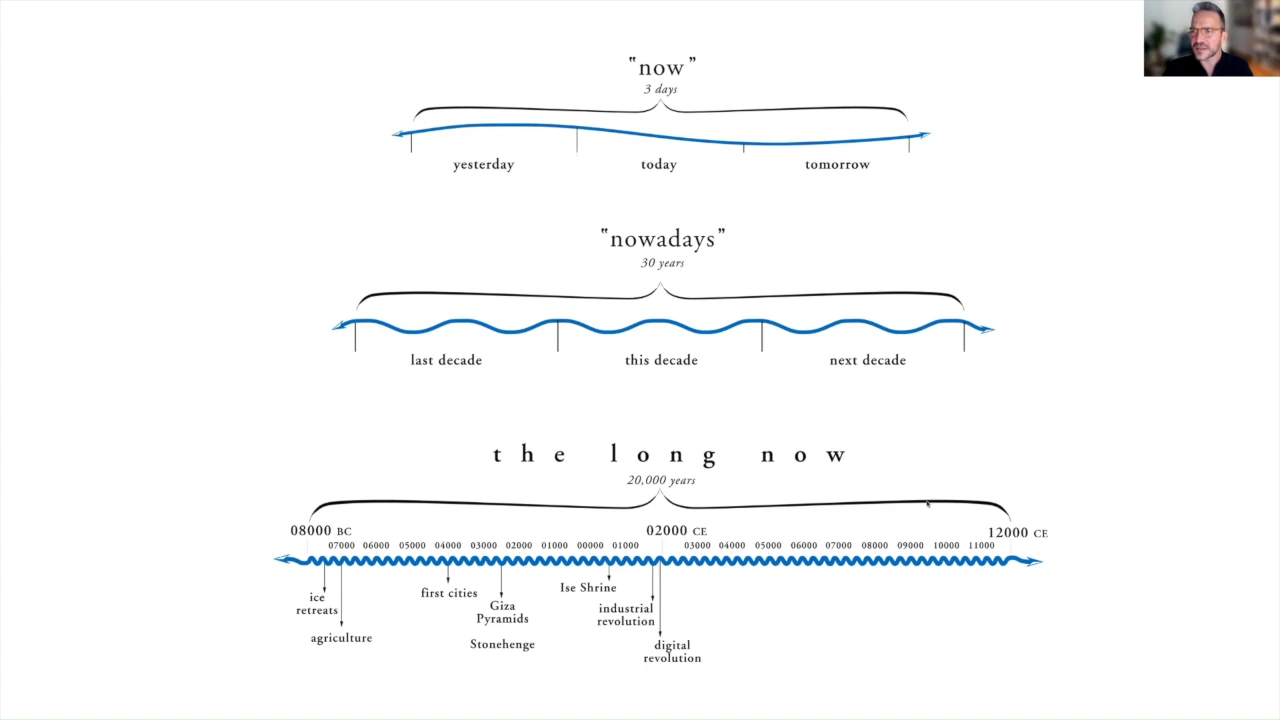 "now"
3 days
yesterday today tomorrow
"nowadays"
30 years
last decade this decade next decade
the long now
20,000 years
08000 BC 02000 CE 12000 CE
07000 06000 05000 04000 03000 02000 01000 00000 01000 03000 04000 05000 06000 07000 08000 09000 10000 11000
ice
retreats
agriculture
first cities
Giza
Pyramids
Stonehenge
Ise Shrine
industrial
revolution
digital
revolution